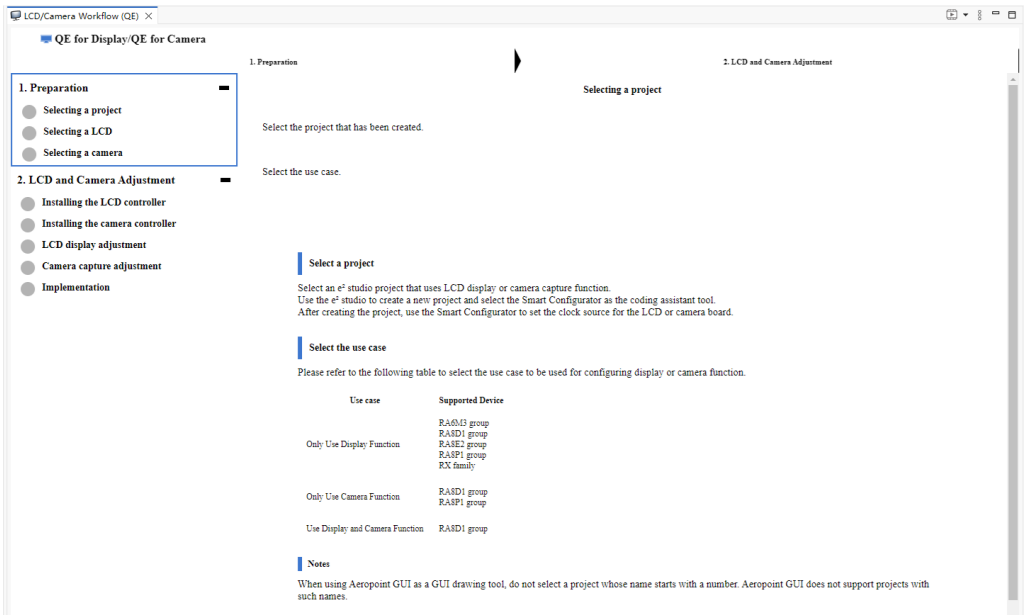 LCD/Camera Workflow (QE)
QE for Display/QE for Camera
1. Preparation
2. LCD and Camera Adjustment
1. Preparation
Selecting a project
Selecting a LCD
Selecting a camera
2. LCD and Camera Adjustment
Installing the LCD controller
Installing the camera controller
LCD display adjustment
Camera capture adjustment
Implementation
Selecting a project
Select the project that has been created.
Select the use case.
Select a project
Select an e² studio project that uses LCD display or camera capture function.
Use the e² studio to create a new project and select the Smart Configurator as the coding assistant tool.
After creating the project, use the Smart Configurator to set the clock source for the LCD or camera board.
Select the use case
Please refer to the following table to select the use case to be used for configuring display or camera function.
Use case Supported Device
Only Use Display Function
RA6M3 group
RA8D1 group
RA8E2 group
RA8P1 group
RX family
Only Use Camera Function
RA8D1 group
RA8P1 group
Use Display and Camera Function RA8D1 group
Notes
When using Aeropoint GUI as a GUI drawing tool, do not select a project whose name starts with a number. Aeropoint GUI does not support projects with
such names.